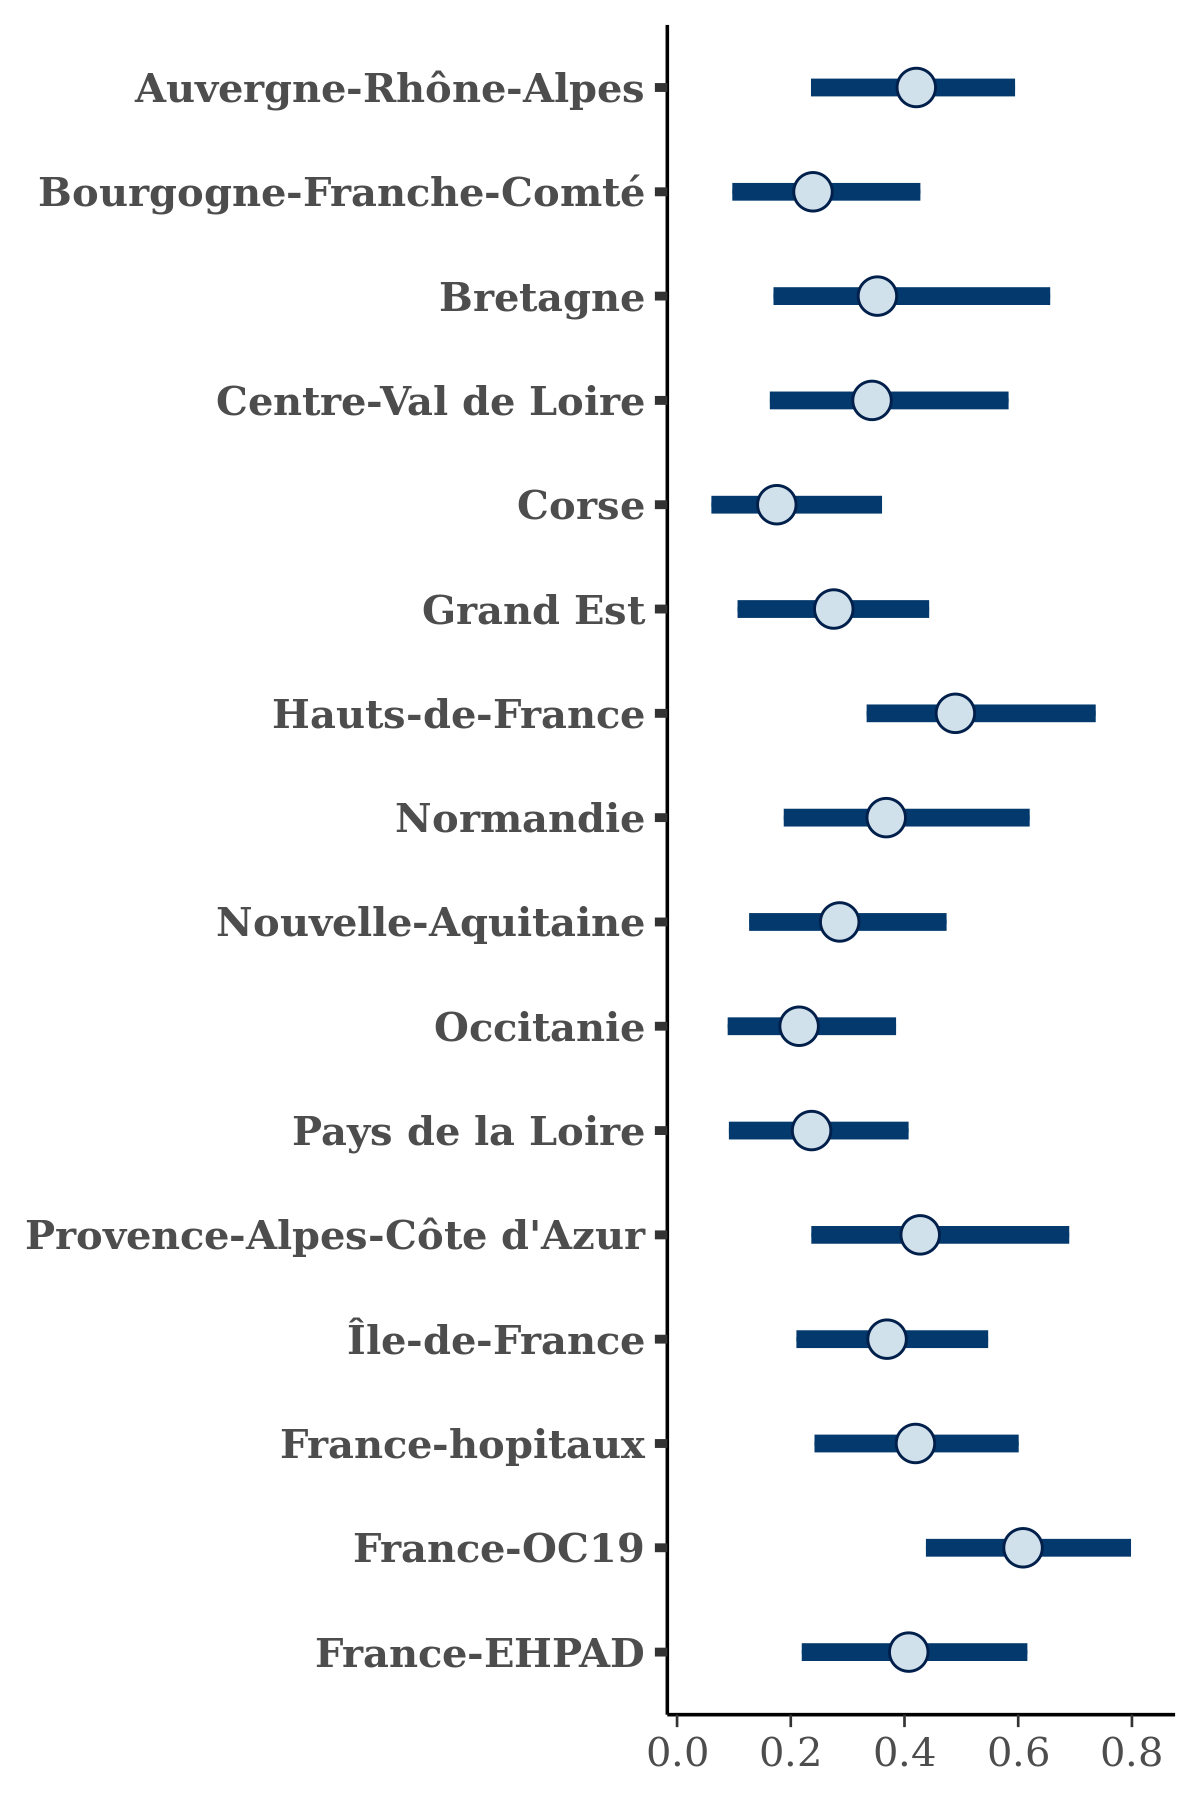 Auvergne-Rhône-Alpes
Bourgogne-Franche-Comté
Bretagne
Centre-Val de Loire
Corse
Grand Est
Hauts-de-France
Normandie
Nouvelle-Aquitaine
Occitanie
Pays de la Loire
Provence-Alpes-Côte d'Azur
Île-de-France
France-hopitaux
France-OC19
France-EHPAD
0.0 0.2 0.4 0.6 0.8